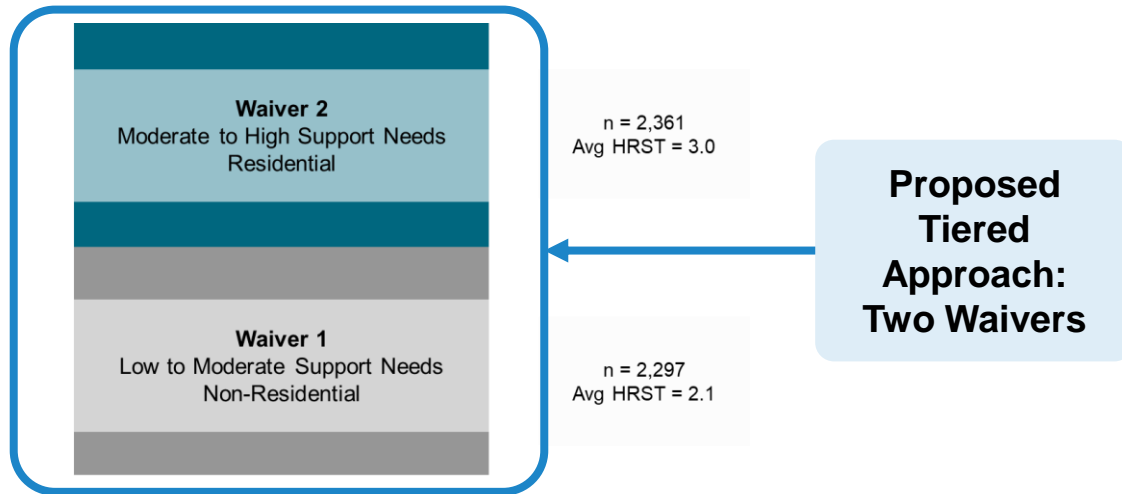 Waiver 2
Moderate to High Support Needs
Residential
n = 2,361
Avg HRST = 3.0
Waiver 1
Low to Moderate Support Needs
Non-Residential
n = 2,297
Avg HRST = 2.1
Proposed
Tiered
Approach:
Two Waivers